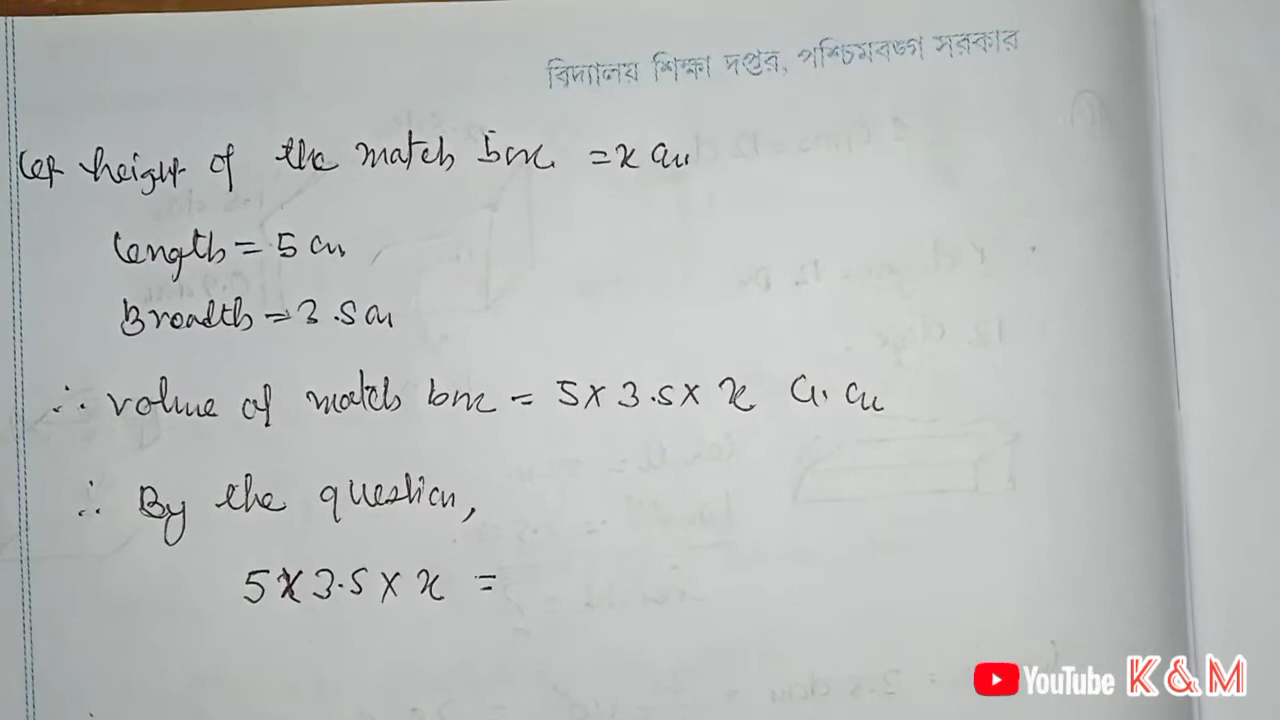 বিদ্যালয় শিক্ষা দপ্তর, পশ্চিমবঙ্গ সরকার
Let height of the match box = x cm
Length = 5 cm
Breadth = 3.5 cm
∴ volume of match box = 5 × 3.5 × x cu. cm
∴ By the question,
5 × 3.5 × x =
YouTube K & M